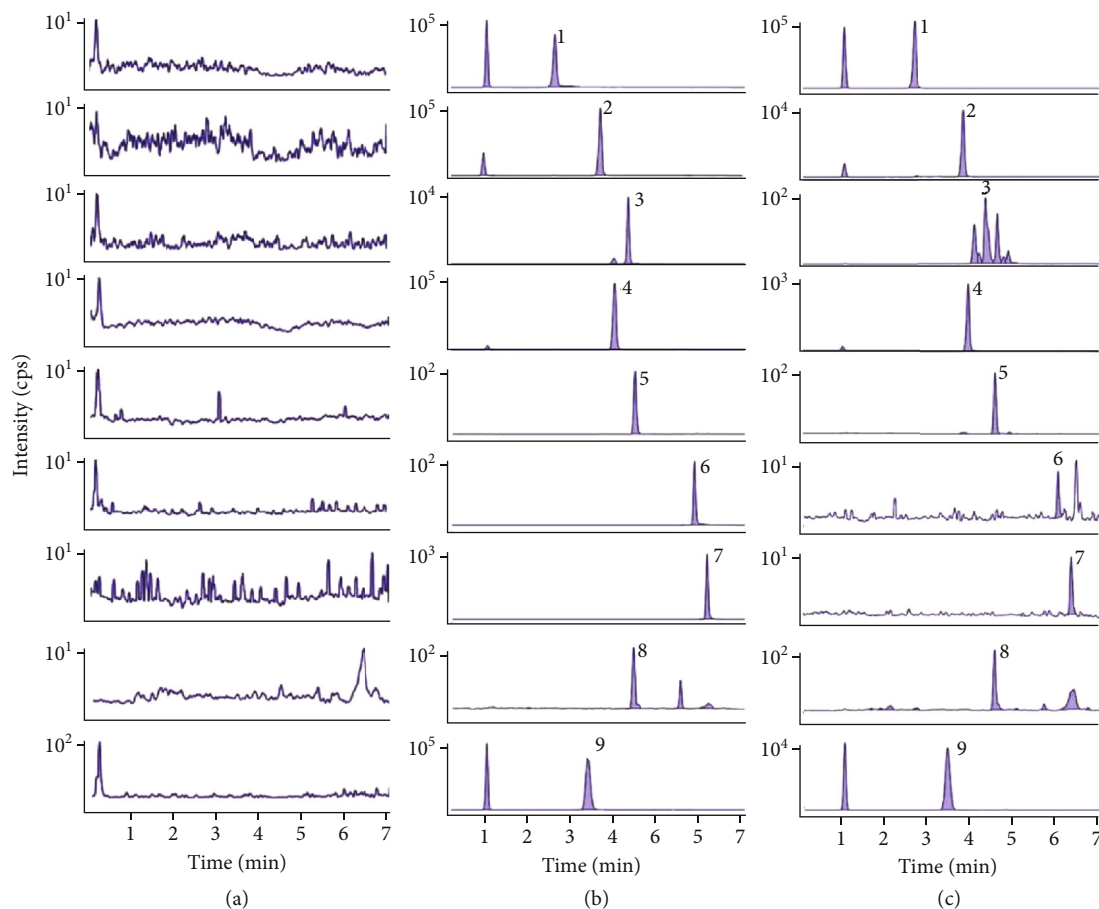 Intensity (cps)
10¹
10¹
10¹
10¹
10¹
10¹
10¹
10¹
10²
1 2 3 4 5 6 7
Time (min)
(a)
10⁵ 1
10⁵ 2
10⁴ 3
10⁵ 4
10² 5
10² 6
10³ 7
10² 8
10⁵ 9
1 2 3 4 5 6 7
Time (min)
(b)
10⁵ 1
10⁴ 2
10² 3
10³ 4
10² 5
10¹ 6
10¹ 7
10² 8
10⁴ 9
1 2 3 4 5 6 7
Time (min)
(c)